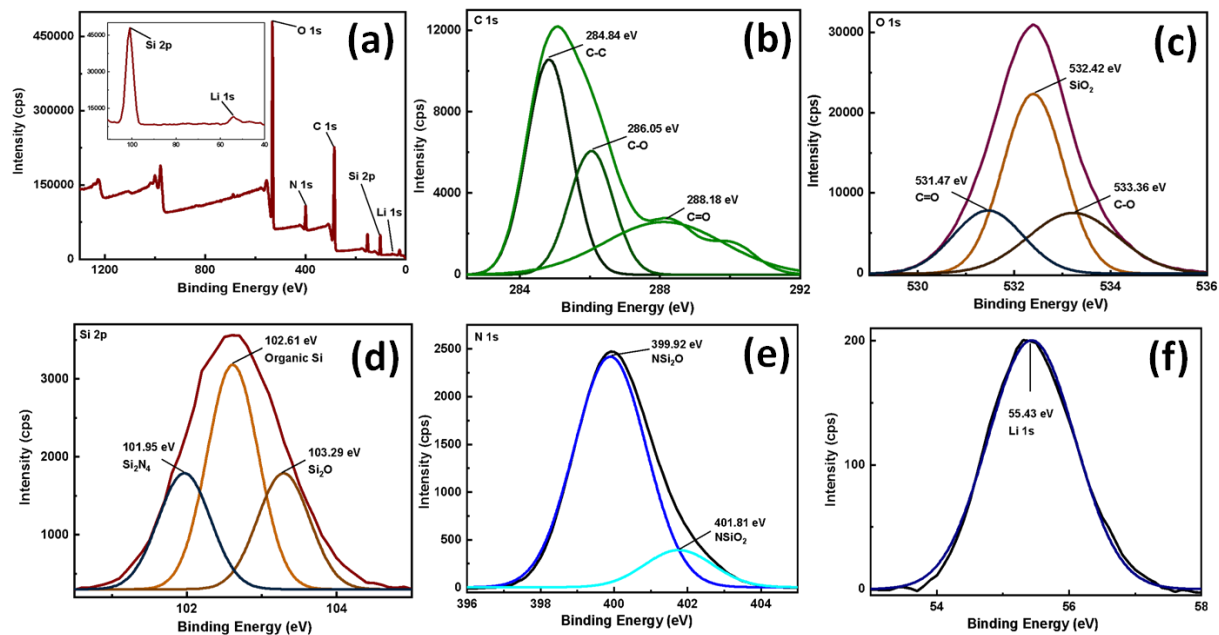 (a)
Intensity (cps)
450000
300000
150000
0
1200
800
400
0
Binding Energy (eV)
O 1s
C 1s
N 1s
Si 2p
Li 1s
45000
30000
15000
0
100
80
60
40
Si 2p
Li 1s
(b)
C 1s
Intensity (cps)
12000
8000
4000
0
284
288
292
Binding Energy (eV)
284.84 eV
C-C
286.05 eV
C-O
288.18 eV
C=O
(c)
O 1s
Intensity (cps)
30000
20000
10000
0
530
532
534
536
Binding Energy (eV)
532.42 eV
SiO₂
531.47 eV
C=O
533.36 eV
C-O
(d)
Si 2p
Intensity (cps)
3000
2000
1000
102
104
Binding Energy (eV)
102.61 eV
Organic Si
101.95 eV
Si₂N₄
103.29 eV
Si₂O
(e)
N 1s
Intensity (cps)
2500
2000
1500
1000
500
0
396
398
400
402
404
Binding Energy (eV)
399.92 eV
NSi₂O
401.81 eV
NSiO₂
(f)
Intensity (cps)
200
100
0
54
56
58
Binding Energy (eV)
55.43 eV
Li 1s